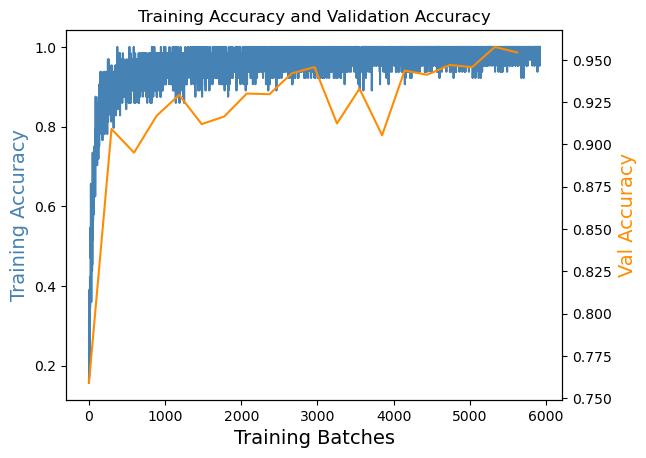 Training Accuracy and Validation Accuracy
1.0
0.8
0.6
0.4
0.2
Training Accuracy
0.950
0.925
0.900
0.875
0.850
0.825
0.800
0.775
0.750
Val Accuracy
0 1000 2000 3000 4000 5000 6000
Training Batches